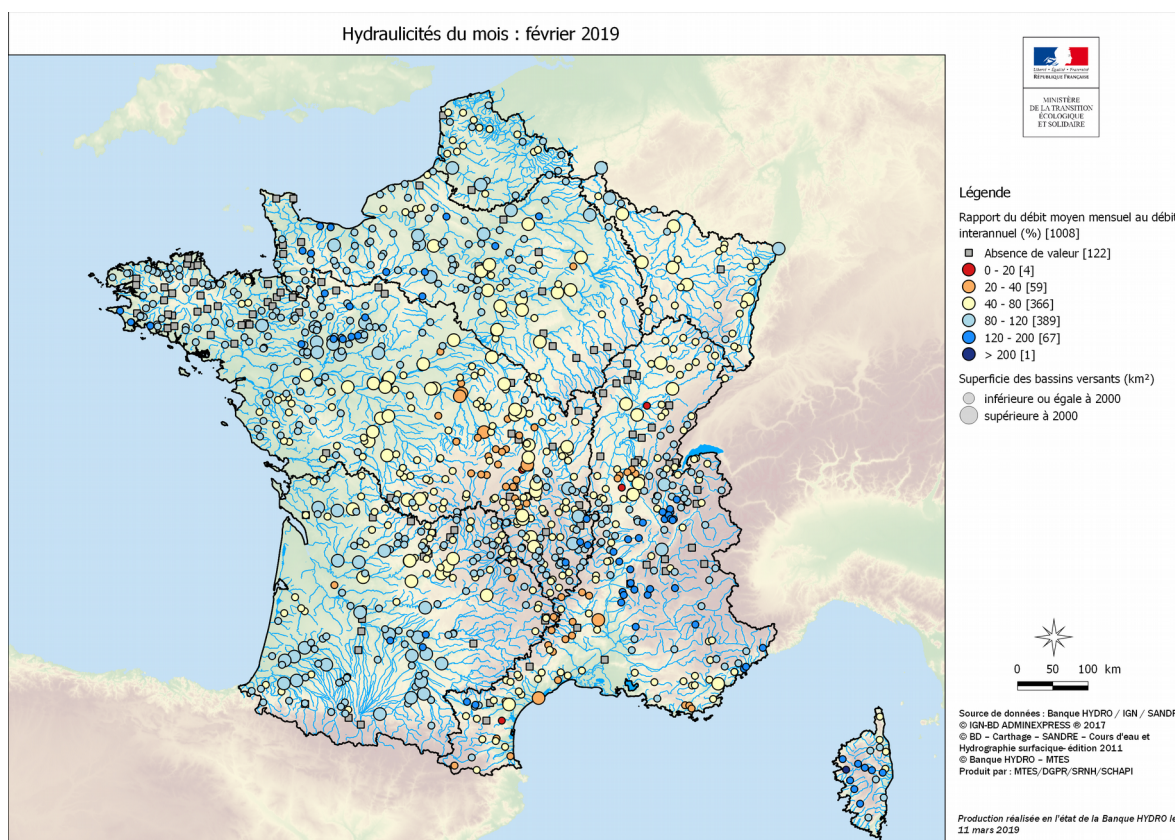 Hydraulicités du mois : février 2019
Liberté • Égalité • Fraternité
RÉPUBLIQUE FRANÇAISE
MINISTÈRE
DE LA TRANSITION
ÉCOLOGIQUE
ET SOLIDAIRE
Légende
Rapport du débit moyen mensuel au débit
interannuel (%) [1008]
Absence de valeur [122]
0 - 20 [4]
20 - 40 [59]
40 - 80 [366]
80 - 120 [389]
120 - 200 [67]
> 200 [1]
Superficie des bassins versants (km²)
inférieure ou égale à 2000
supérieure à 2000
0 50 100 km
Source de données : Banque HYDRO / IGN / SANDR
© IGN-BD ADMINEXPRESS ® 2017
© BD – Carthage – SANDRE – Cours d'eau et
Hydrographie surfacique- édition 2011
© Banque HYDRO – MTES
Produit par : MTES/DGPR/SRNH/SCHAPI
Production réalisée en l'état de la Banque HYDRO
11 mars 2019